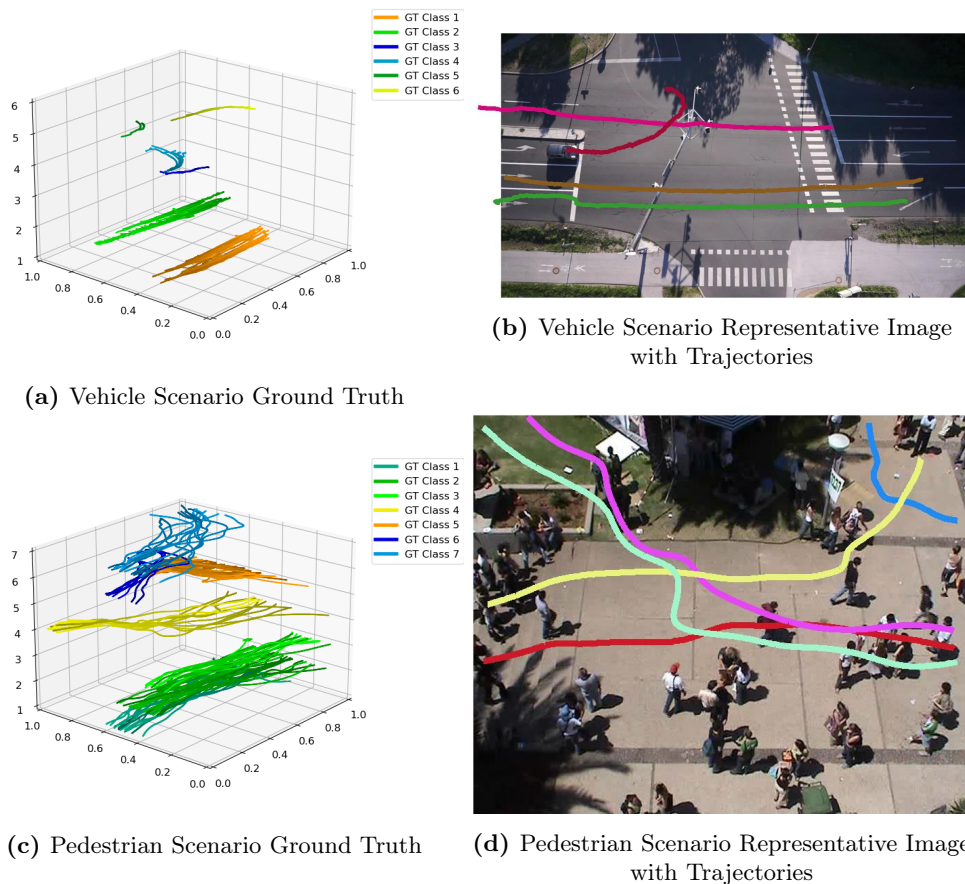 GT Class 1
GT Class 2
GT Class 3
GT Class 4
GT Class 5
GT Class 6
6
5
4
3
2
1
1.0
0.8
0.6
0.4
0.2
0.0
0.0
0.2
0.4
0.6
0.8
1.0
(a) Vehicle Scenario Ground Truth
(b) Vehicle Scenario Representative Image
with Trajectories
GT Class 1
GT Class 2
GT Class 3
GT Class 4
GT Class 5
GT Class 6
GT Class 7
7
6
5
4
3
2
1
1.0
0.8
0.6
0.4
0.2
0.0
0.0
0.2
0.4
0.6
0.8
1.0
(c) Pedestrian Scenario Ground Truth
(d) Pedestrian Scenario Representative Image
with Trajectories